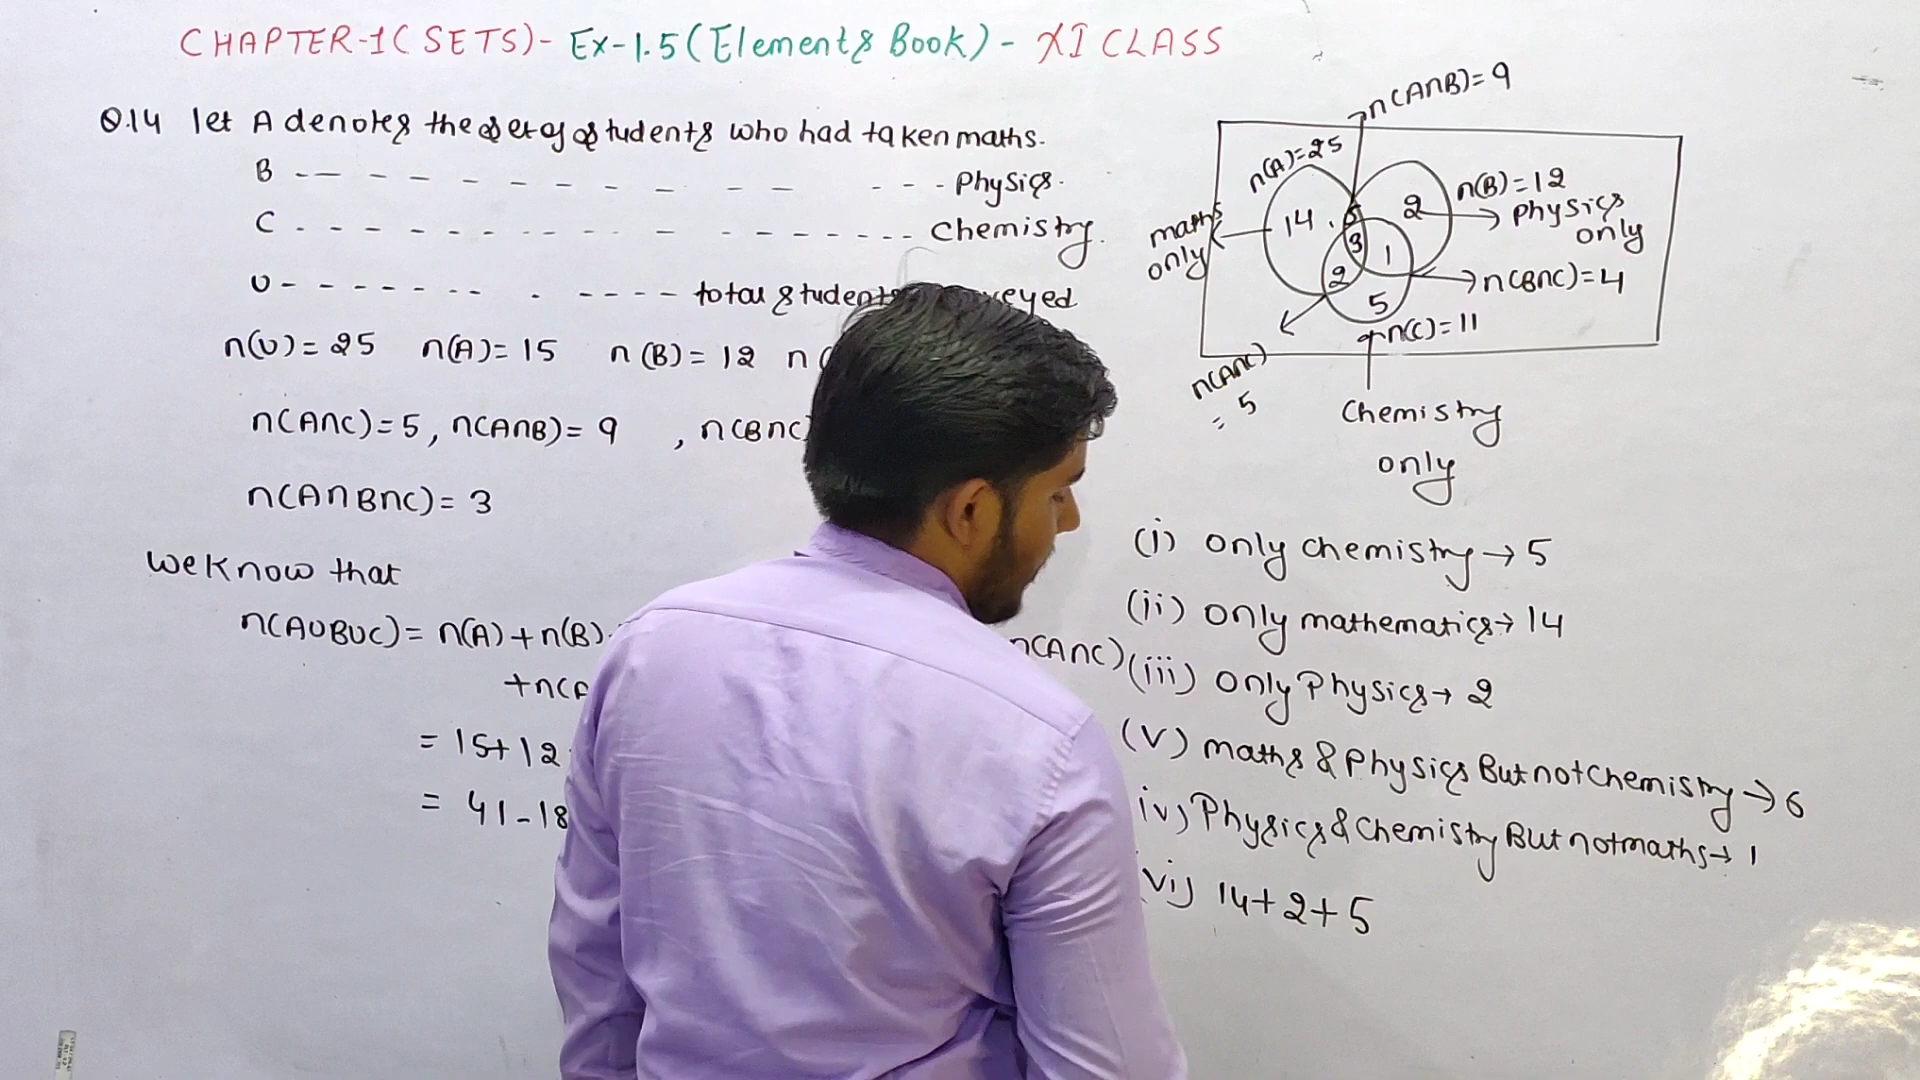 CHAPTER-1(SETS)- Ex-1.5(Elements Book)- XI CLASS
Q.14 let A denotes the set of students who had taken maths.
B - - - - - - - - - - - - - - Physics.
C - - - - - - - - - - - - - - chemistry.
U - - - - - - - - - - - - total students
n(U)=25 n(A)=15 n(B)=12 n(
n(A∩C)=5, n(A∩B)=9 , n(B∩C)
n(A∩B∩C)=3
We know that
n(A∪B∪C)= n(A)+n(B)- n(A∩C)
+n(A
= 15+12
= 41-18
n(A∩B)=9
n(A)=25
n(B)=12
14 2
3 1
2 5
maths only
Physics only
n(B∩C)=4
n(C)=11
n(A∩C)
= 5
Chemistry
only
(i) only chemistry→5
(ii) only mathematics→14
(iii) only Physics→2
(v) maths & Physics But not Chemistry→6
iv) Physics & Chemistry But not maths→1
vi) 14+2+5